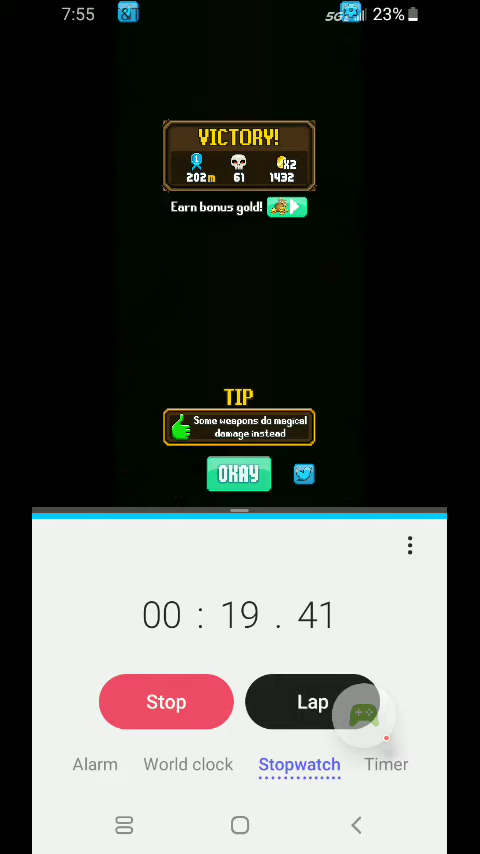 7:55
5G
23%
VICTORY!
X2
202m
61
1432
Earn bonus gold!
TIP
Some weapons do magical
damage instead
OKAY
00 : 19 . 41
Stop
Lap
Alarm
World clock
Stopwatch
Timer